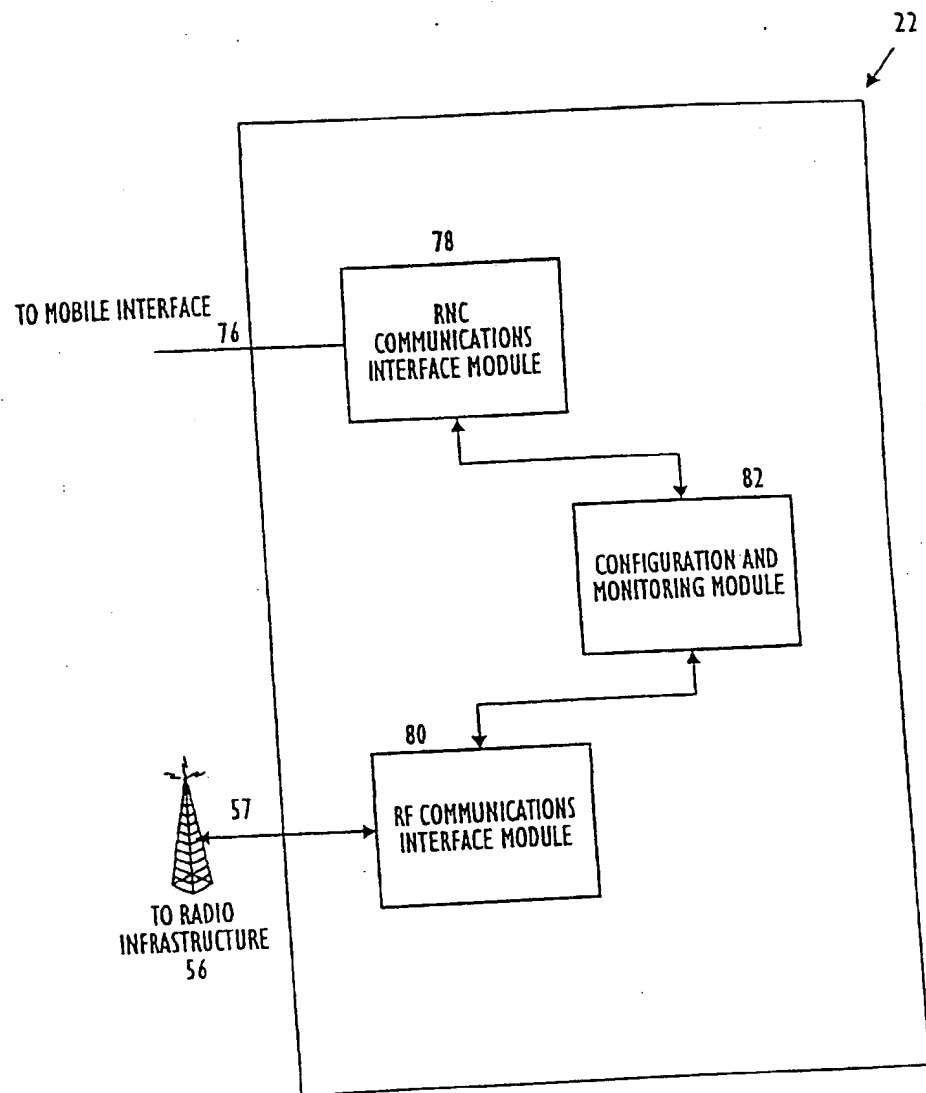 22
78
RNC
COMMUNICATIONS
INTERFACE MODULE
TO MOBILE INTERFACE
76
82
CONFIGURATION AND
MONITORING MODULE
80
RF COMMUNICATIONS
INTERFACE MODULE
57
TO RADIO
INFRASTRUCTURE
56